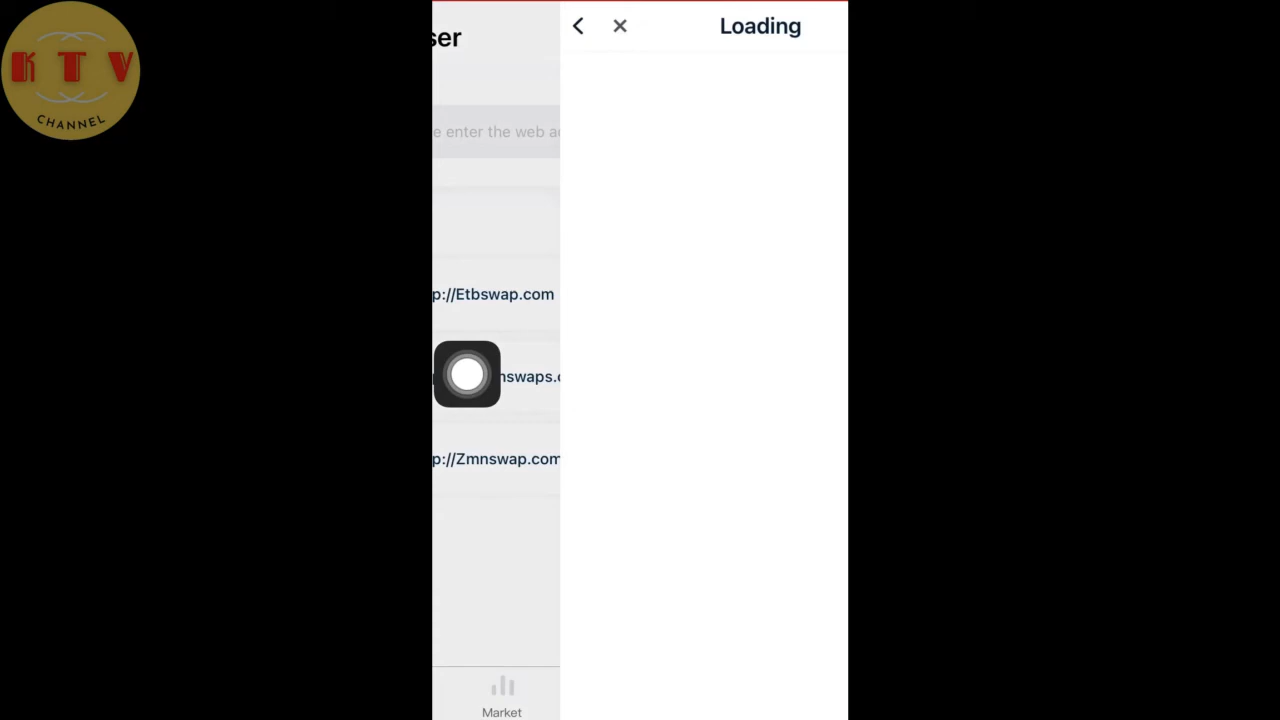 K T V
CHANNEL
ser
Loading
e enter the web a
p://Etbswap.com
nswaps.c
p://Zmnswap.com
Market